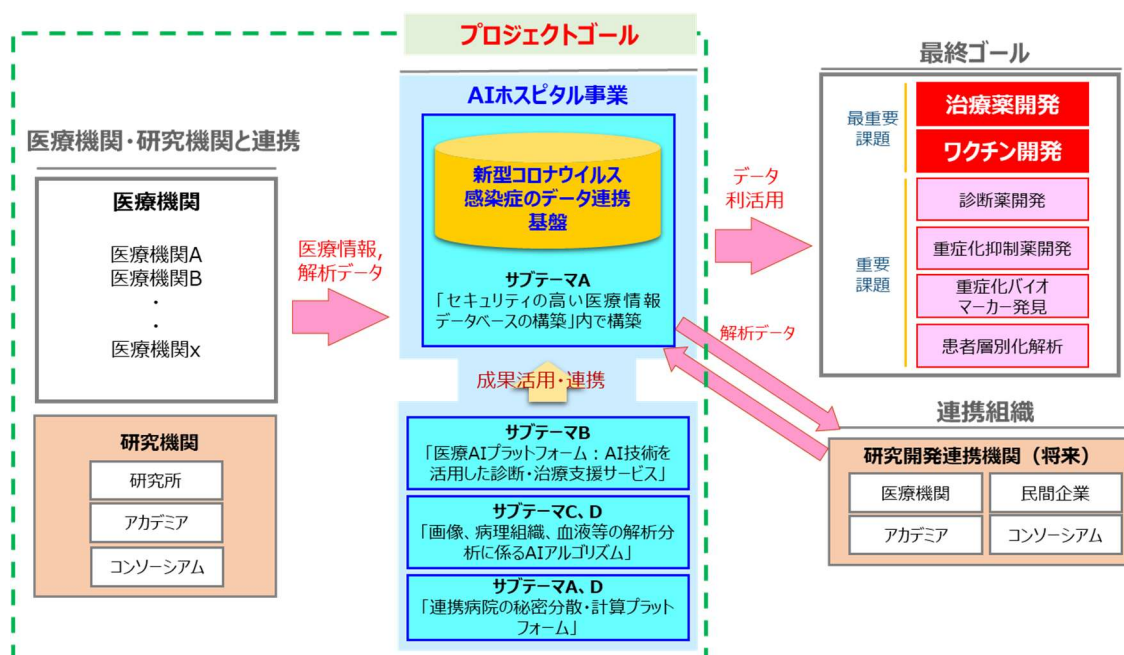 プロジェクトゴール
医療機関・研究機関と連携
医療機関
医療機関A
医療機関B
・
・
医療機関x
研究機関
研究所
アカデミア
コンソーシアム
医療情報,
解析データ
AIホスピタル事業
新型コロナウイルス
感染症のデータ連携
基盤
サブテーマA
「セキュリティの高い医療情報
データベースの構築」内で構築
成果活用・連携
サブテーマB
「医療AIプラットフォーム：AI技術を
活用した診断・治療支援サービス」
サブテーマC、D
「画像、病理組織、血液等の解析分
析に係るAIアルゴリズム」
サブテーマA、D
「連携病院の秘密分散・計算プラット
フォーム」
データ
利活用
解析データ
最終ゴール
最重要
課題
治療薬開発
ワクチン開発
重要
課題
診断薬開発
重症化抑制薬開発
重症化バイオ
マーカー発見
患者層別化解析
連携組織
研究開発連携機関（将来）
医療機関
民間企業
アカデミア
コンソーシアム